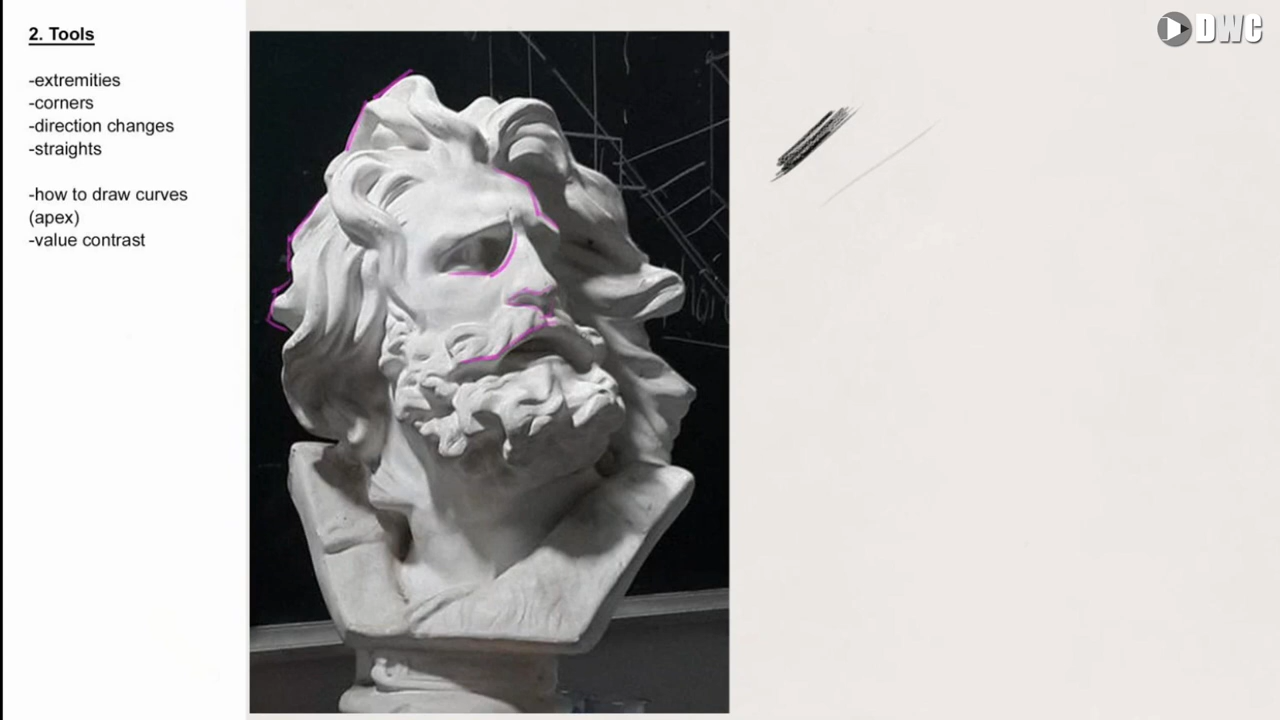 2. Tools
-extremities
-corners
-direction changes
-straights
-how to draw curves
(apex)
-value contrast
DWC